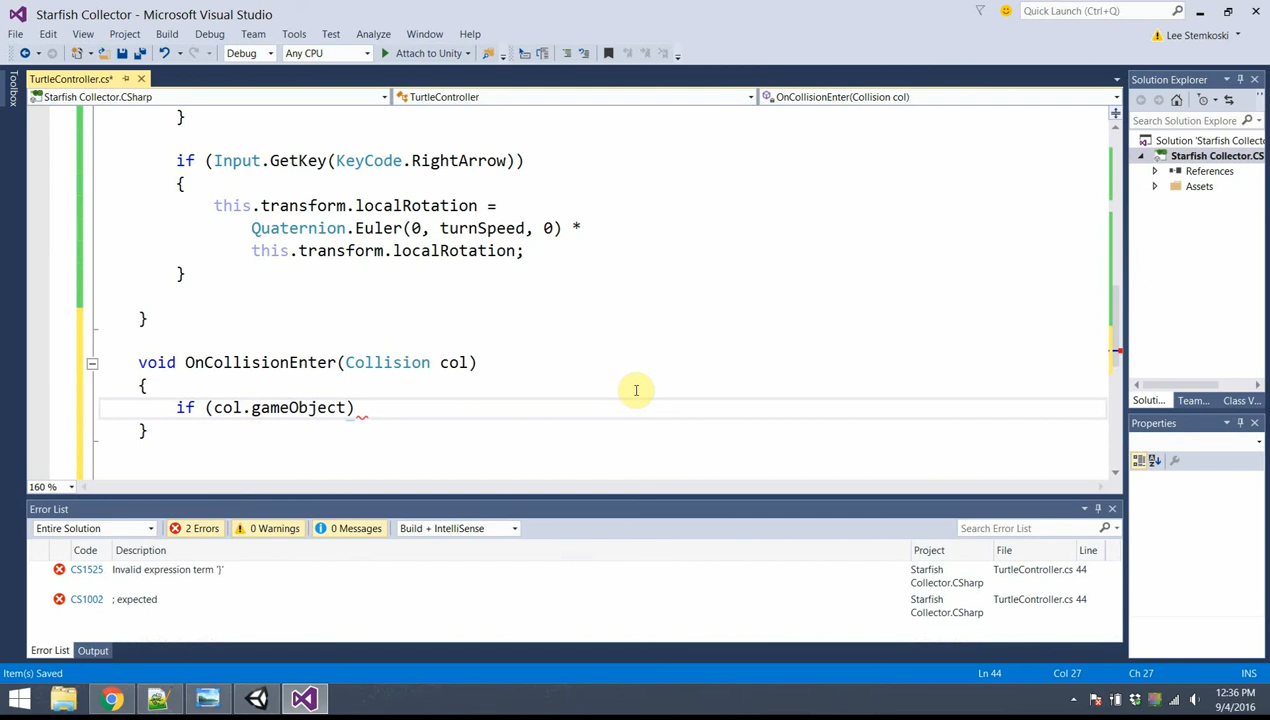 Starfish Collector - Microsoft Visual Studio
Quick Launch (Ctrl+Q)
File Edit View Project Build Debug Team Tools Test Analyze Window Help
Lee Stemkoski
Debug Any CPU Attach to Unity
Toolbox
TurtleController.cs*
Starfish Collector.CSharp TurtleController OnCollisionEnter(Collision col)
}
if (Input.GetKey(KeyCode.RightArrow))
{
this.transform.localRotation =
Quaternion.Euler(0, turnSpeed, 0) *
this.transform.localRotation;
}
}
void OnCollisionEnter(Collision col)
{
if (col.gameObject)
}
160 %
Solution Explorer
Search Solution Explore
Solution 'Starfish Collectc
Starfish Collector.CS
References
Assets
Soluti... Team... Class V...
Properties
Error List
Entire Solution 2 Errors 0 Warnings 0 Messages Build + IntelliSense Search Error List
Code Description Project File Line
CS1525 Invalid expression term '}' Starfish Collector.CSharp TurtleController.cs 44
CS1002 ; expected Starfish Collector.CSharp TurtleController.cs 44
Error List Output
Item(s) Saved Ln 44 Col 27 Ch 27 INS
12:36 PM
9/4/2016